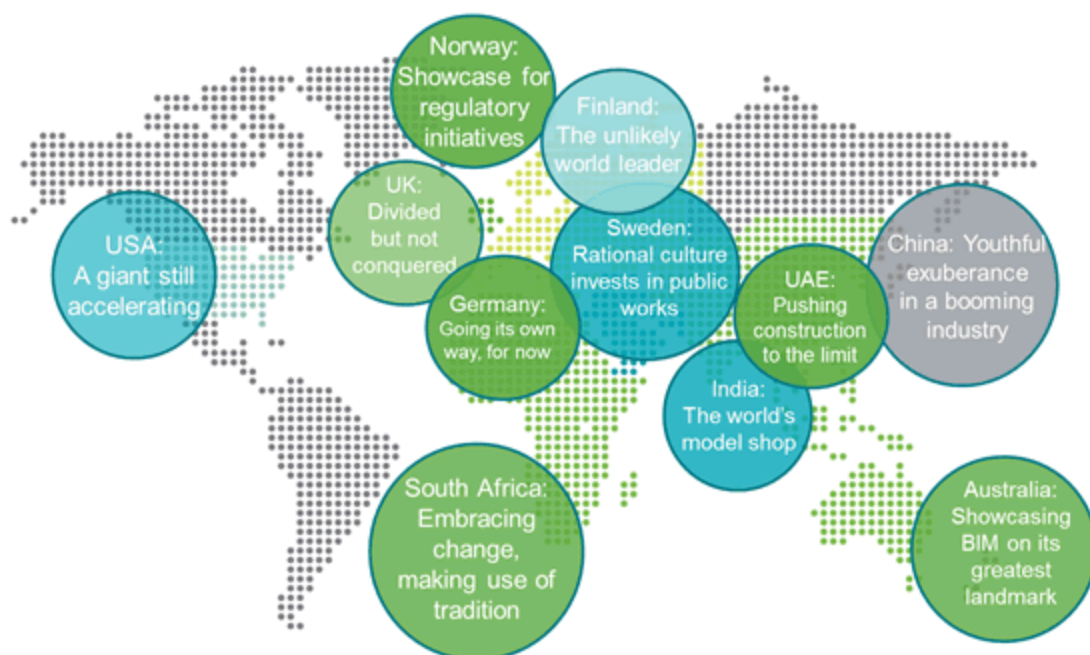 Norway:
Showcase for
regulatory
initiatives
Finland:
The unlikely
world leader
UK:
Divided
but not
conquered
USA:
A giant still
accelerating
Sweden:
Rational culture
invests in public
works
Germany:
Going its own
way, for now
UAE:
Pushing
construction
to the limit
China: Youthful
exuberance
in a booming
industry
India:
The world's
model shop
South Africa:
Embracing
change,
making use of
tradition
Australia:
Showcasing
BIM on its
greatest
landmark